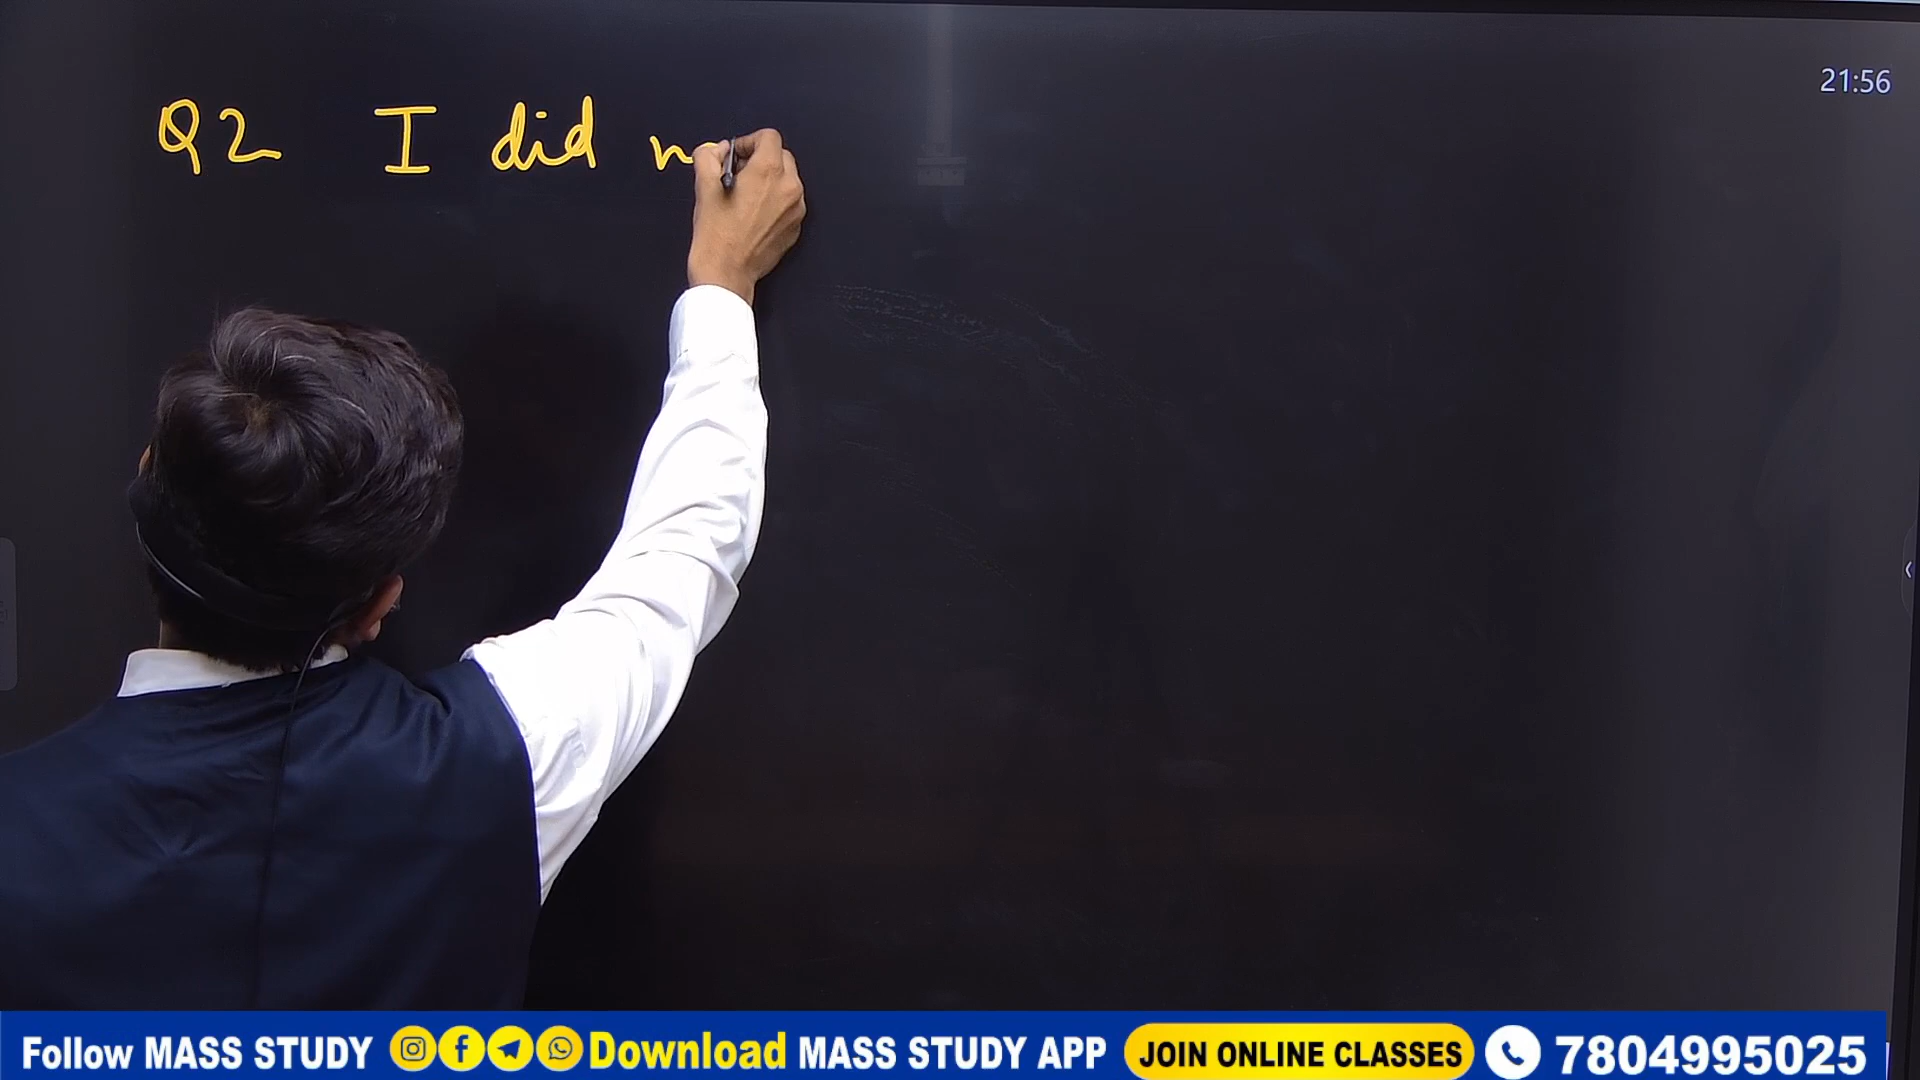 21:56
Q2 I did
Follow MASS STUDY Download MASS STUDY APP JOIN ONLINE CLASSES 7804995025